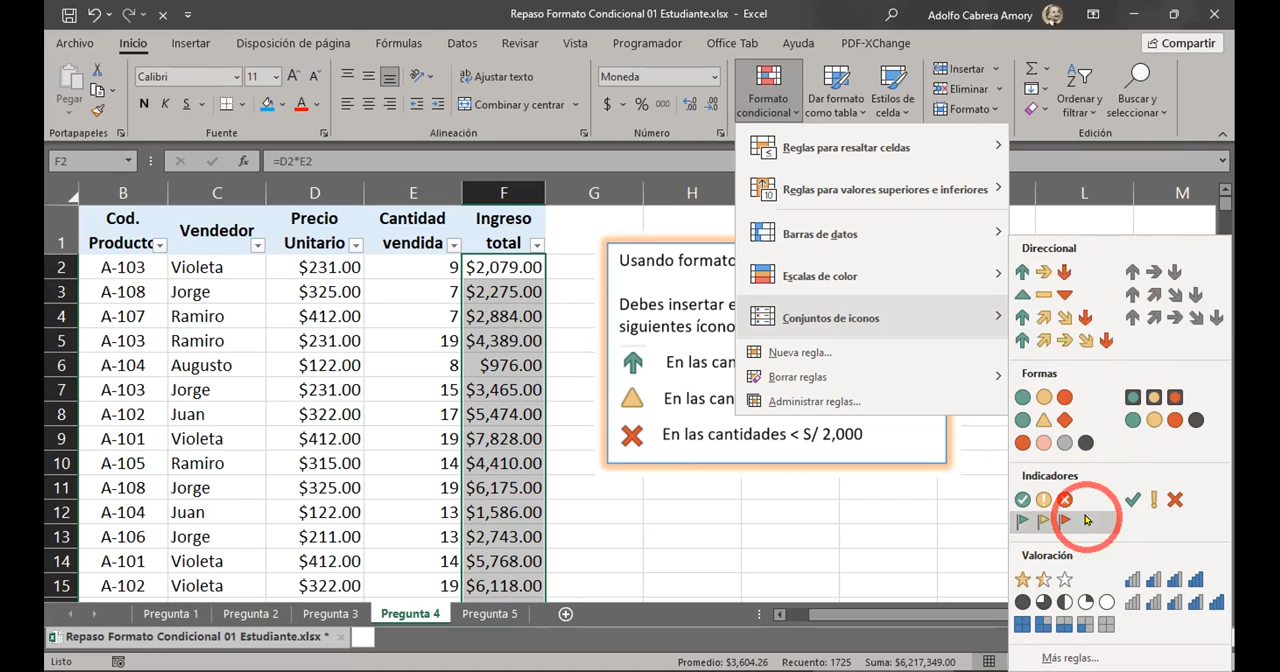 Repaso Formato Condicional 01 Estudiante.xlsx - Excel
Adolfo Cabrera Amory
Archivo Inicio Insertar Disposición de página Fórmulas Datos Revisar Vista Programador Office Tab Ayuda PDF-XChange
Compartir
Pegar
Calibri 11
N K S
Ajustar texto
Combinar y centrar
Moneda
$ % 000
Formato condicional
Dar formato como tabla
Estilos de celda
Insertar
Eliminar
Formato
Ordenar y filtrar
Buscar y seleccionar
Portapapeles Fuente Alineación Número Edición
F2 fx =D2*E2
B C D E F G H L M
1 Cod. Producto Vendedor Precio Unitario Cantidad vendida Ingreso total
2 A-103 Violeta $231.00 9 $2,079.00
3 A-108 Jorge $325.00 7 $2,275.00
4 A-107 Ramiro $412.00 7 $2,884.00
5 A-103 Ramiro $231.00 19 $4,389.00
6 A-104 Augusto $122.00 8 $976.00
7 A-103 Jorge $231.00 15 $3,465.00
8 A-102 Juan $322.00 17 $5,474.00
9 A-101 Violeta $412.00 19 $7,828.00
10 A-105 Ramiro $315.00 14 $4,410.00
11 A-108 Jorge $325.00 19 $6,175.00
12 A-104 Juan $122.00 13 $1,586.00
13 A-106 Jorge $211.00 13 $2,743.00
14 A-101 Violeta $412.00 14 $5,768.00
15 A-102 Violeta $322.00 19 $6,118.00
Usando formato
Debes insertar e
siguientes ícono
En las can
En las can
En las cantidades < S/ 2,000
Reglas para resaltar celdas
Reglas para valores superiores e inferiores
Barras de datos
Escalas de color
Conjuntos de iconos
Nueva regla...
Borrar reglas
Administrar reglas...
Direccional
Formas
Indicadores
Valoración
Más reglas...
Pregunta 1 Pregunta 2 Pregunta 3 Pregunta 4 Pregunta 5
Repaso Formato Condicional 01 Estudiante.xlsx *
Listo
Promedio: $3,604.26 Recuento: 1725 Suma: $6,217,349.00